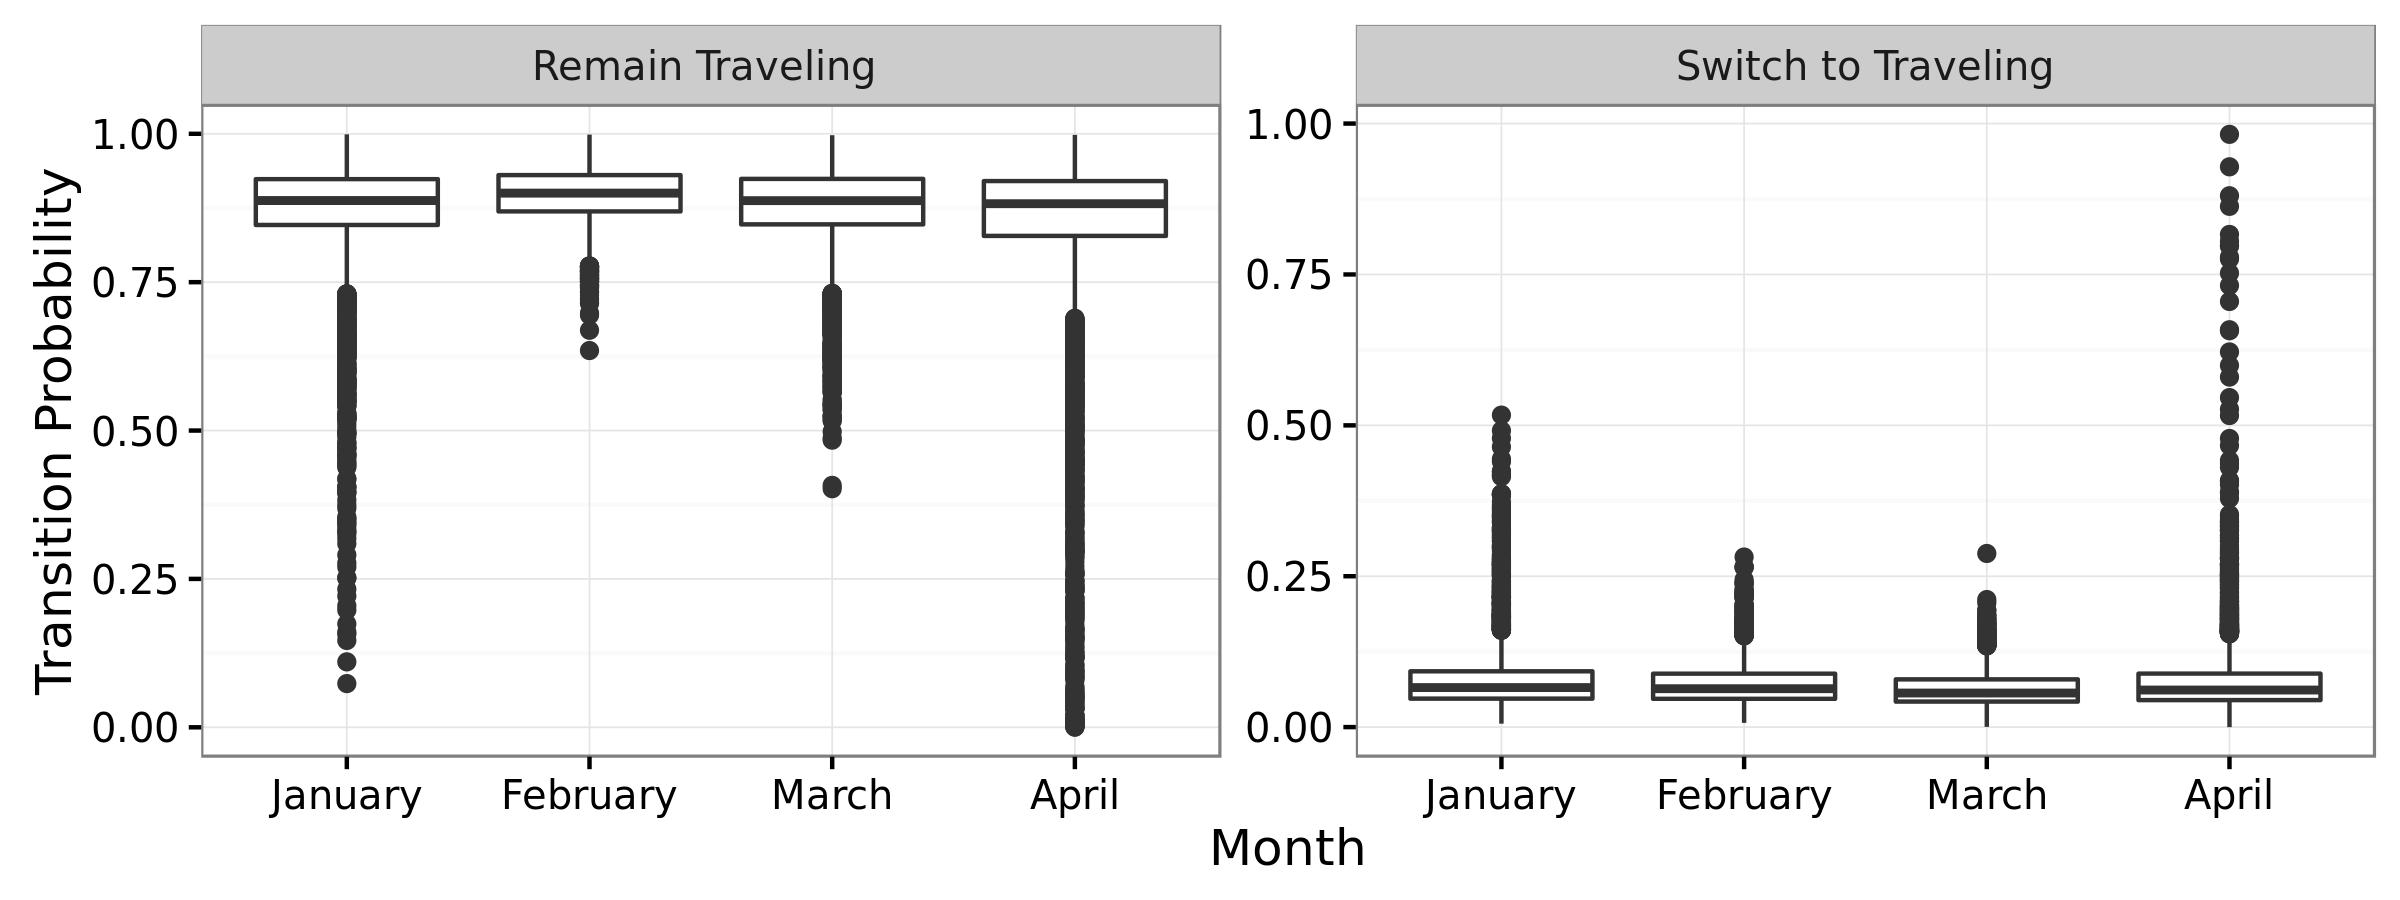 Remain Traveling
Switch to Traveling
Transition Probability
1.00
0.75
0.50
0.25
0.00
1.00
0.75
0.50
0.25
0.00
January February March April
January February March April
Month